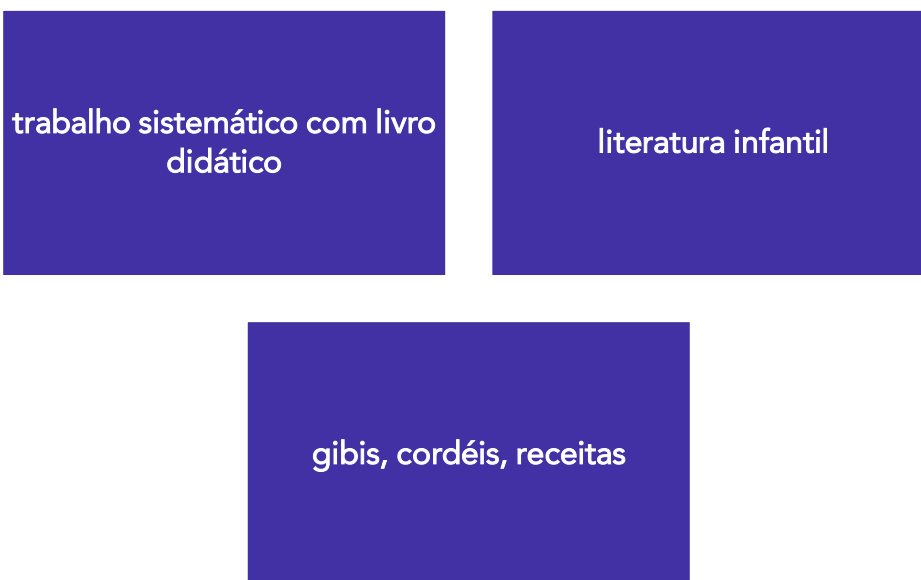 trabalho sistemático com livro
didático
literatura infantil
gibis, cordéis, receitas